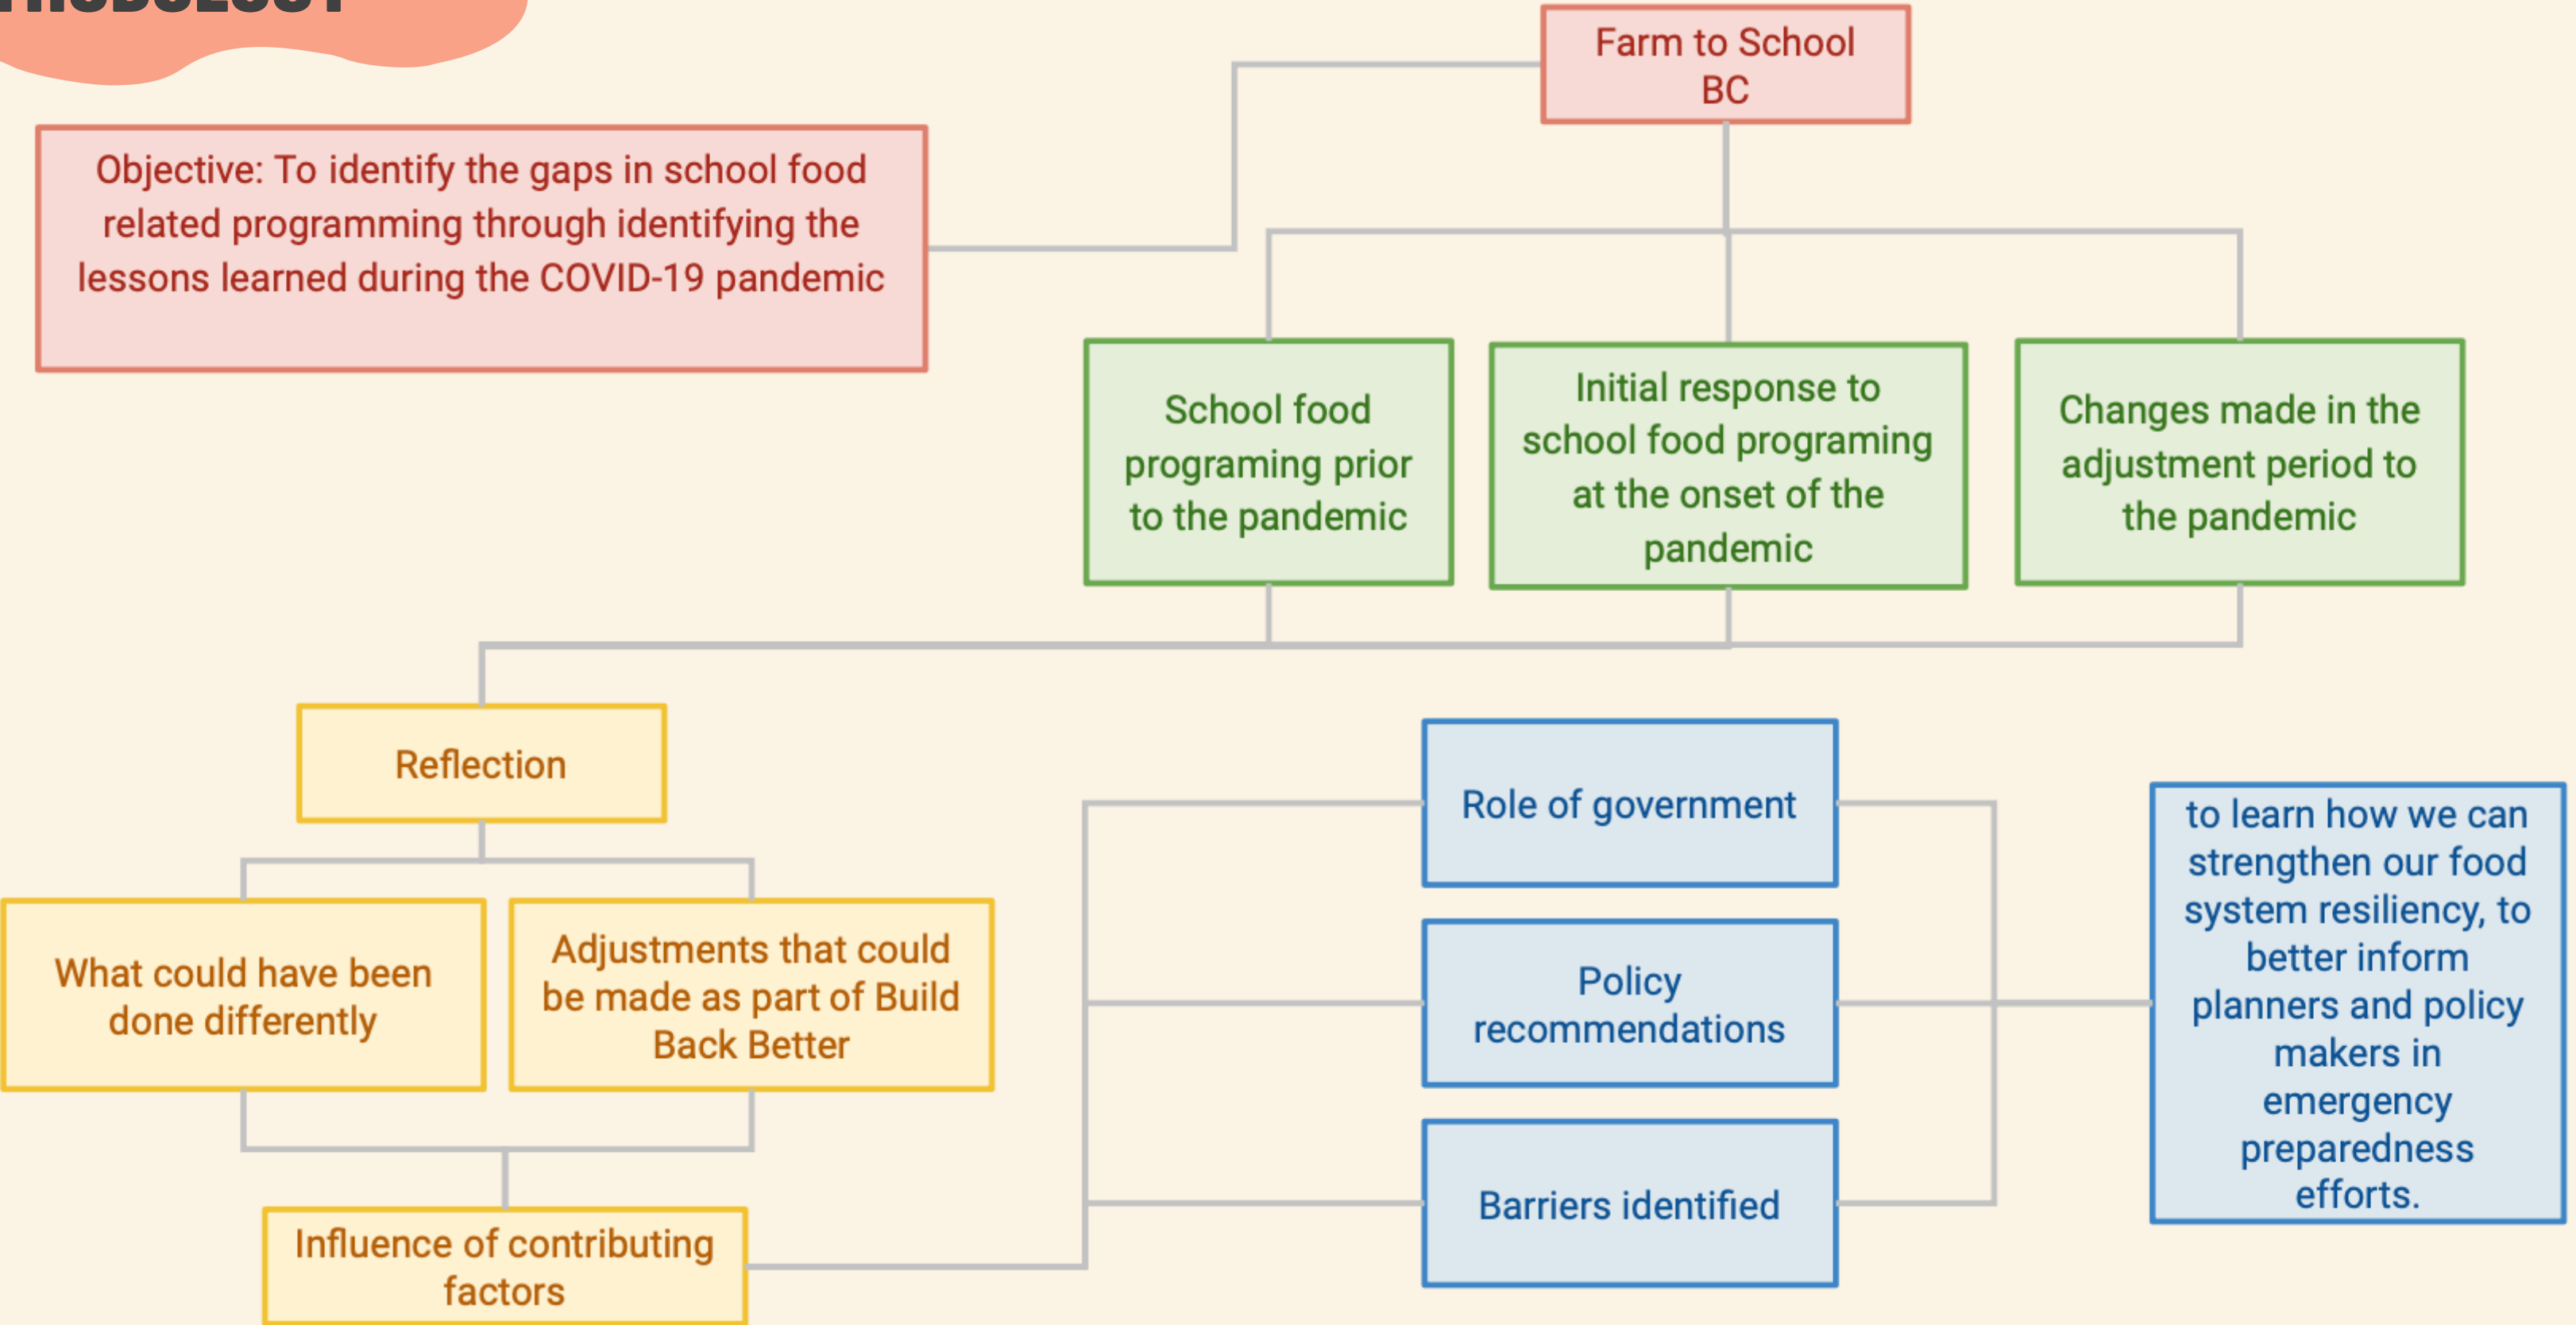 Farm to School
BC
Objective: To identify the gaps in school food
related programming through identifying the
lessons learned during the COVID-19 pandemic
School food
programing prior
to the pandemic
Initial response to
school food programing
at the onset of the
pandemic
Changes made in the
adjustment period to
the pandemic
Reflection
What could have been
done differently
Adjustments that could
be made as part of Build
Back Better
Influence of contributing
factors
Role of government
Policy
recommendations
Barriers identified
to learn how we can
strengthen our food
system resiliency, to
better inform
planners and policy
makers in
emergency
preparedness
efforts.